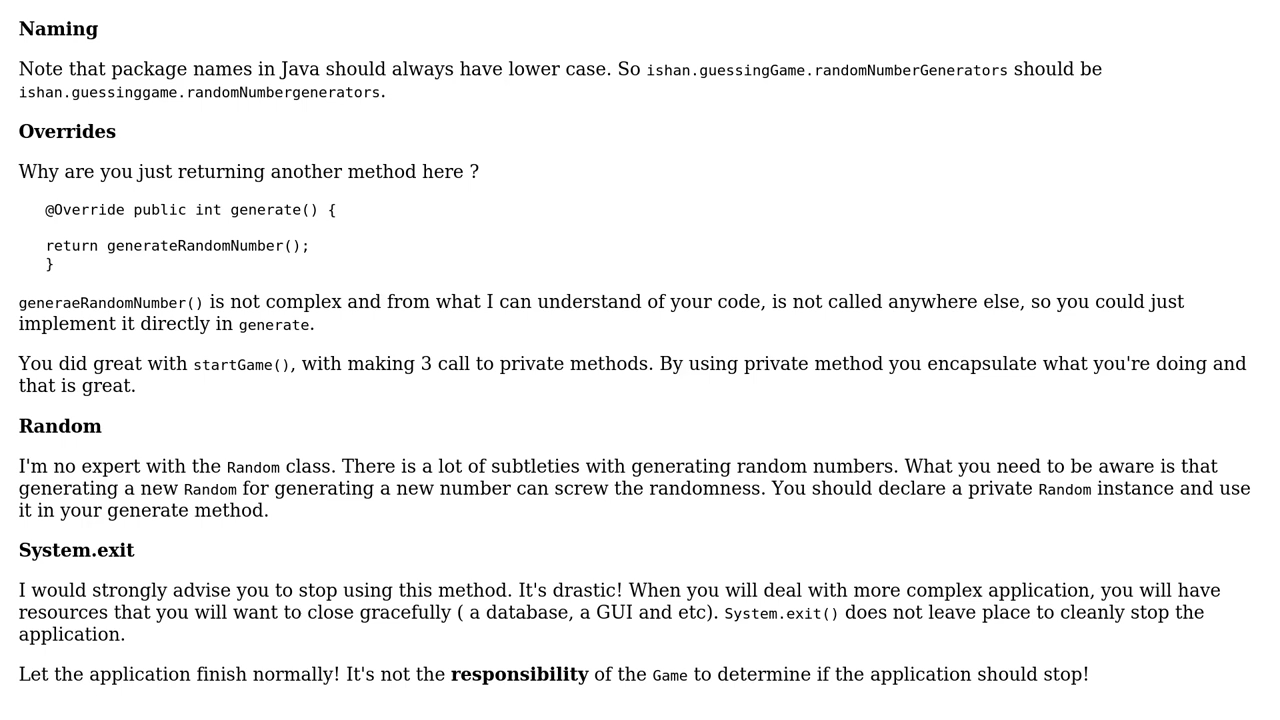 Naming
Note that package names in Java should always have lower case. So ishan.guessingGame.randomNumberGenerators should be
ishan.guessinggame.randomNumbergenerators.
Overrides
Why are you just returning another method here ?
@Override public int generate() {
return generateRandomNumber();
}
generaeRandomNumber() is not complex and from what I can understand of your code, is not called anywhere else, so you could just
implement it directly in generate.
You did great with startGame(), with making 3 call to private methods. By using private method you encapsulate what you're doing and
that is great.
Random
I'm no expert with the Random class. There is a lot of subtleties with generating random numbers. What you need to be aware is that
generating a new Random for generating a new number can screw the randomness. You should declare a private Random instance and use
it in your generate method.
System.exit
I would strongly advise you to stop using this method. It's drastic! When you will deal with more complex application, you will have
resources that you will want to close gracefully ( a database, a GUI and etc). System.exit() does not leave place to cleanly stop the
application.
Let the application finish normally! It's not the responsibility of the Game to determine if the application should stop!